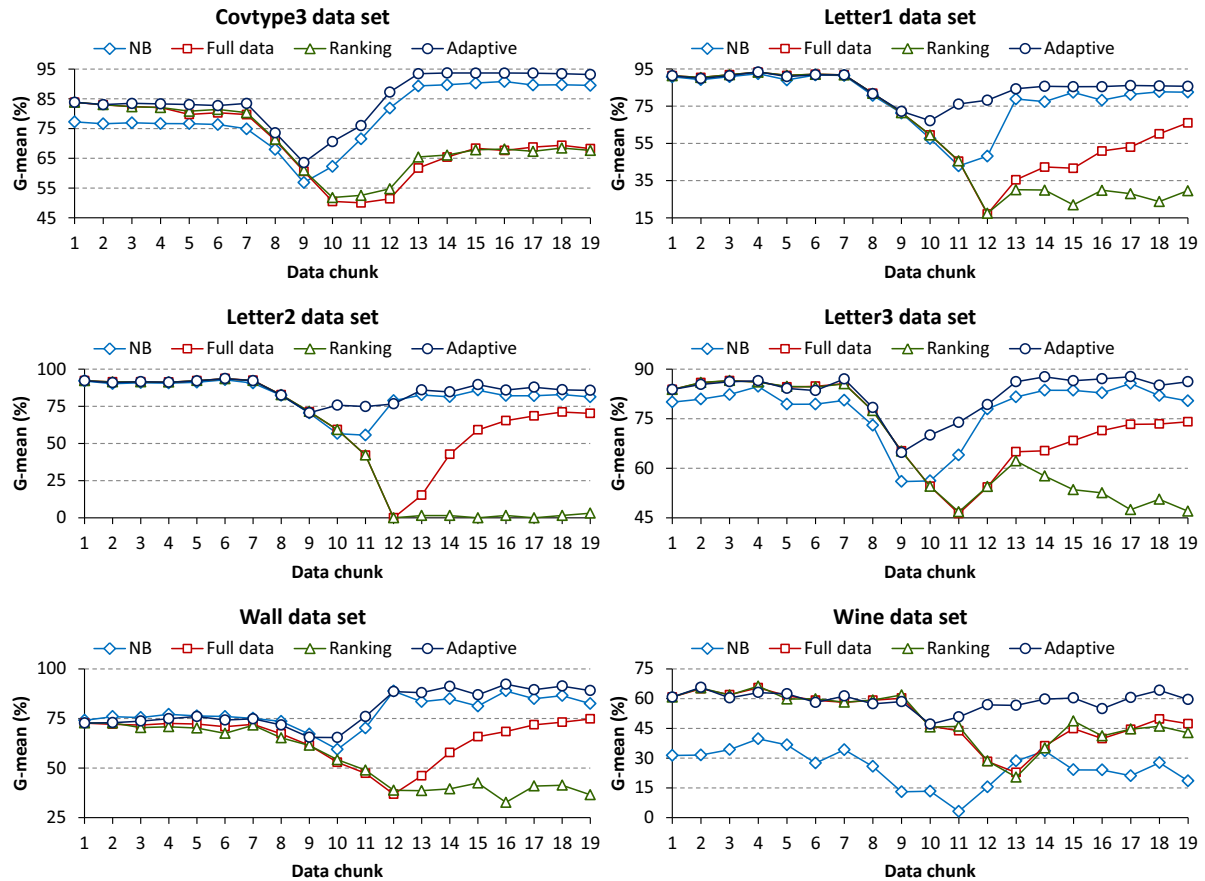 Covtype3 data set
NB Full data Ranking Adaptive
G-mean (%)
95
85
75
65
55
45
1 2 3 4 5 6 7 8 9 10 11 12 13 14 15 16 17 18 19
Data chunk
Letter1 data set
NB Full data Ranking Adaptive
G-mean (%)
95
75
55
35
15
1 2 3 4 5 6 7 8 9 10 11 12 13 14 15 16 17 18 19
Data chunk
Letter2 data set
NB Full data Ranking Adaptive
G-mean (%)
100
75
50
25
0
1 2 3 4 5 6 7 8 9 10 11 12 13 14 15 16 17 18 19
Data chunk
Letter3 data set
NB Full data Ranking Adaptive
G-mean (%)
90
75
60
45
1 2 3 4 5 6 7 8 9 10 11 12 13 14 15 16 17 18 19
Data chunk
Wall data set
NB Full data Ranking Adaptive
G-mean (%)
100
75
50
25
1 2 3 4 5 6 7 8 9 10 11 12 13 14 15 16 17 18 19
Data chunk
Wine data set
NB Full data Ranking Adaptive
G-mean (%)
75
60
45
30
15
0
1 2 3 4 5 6 7 8 9 10 11 12 13 14 15 16 17 18 19
Data chunk